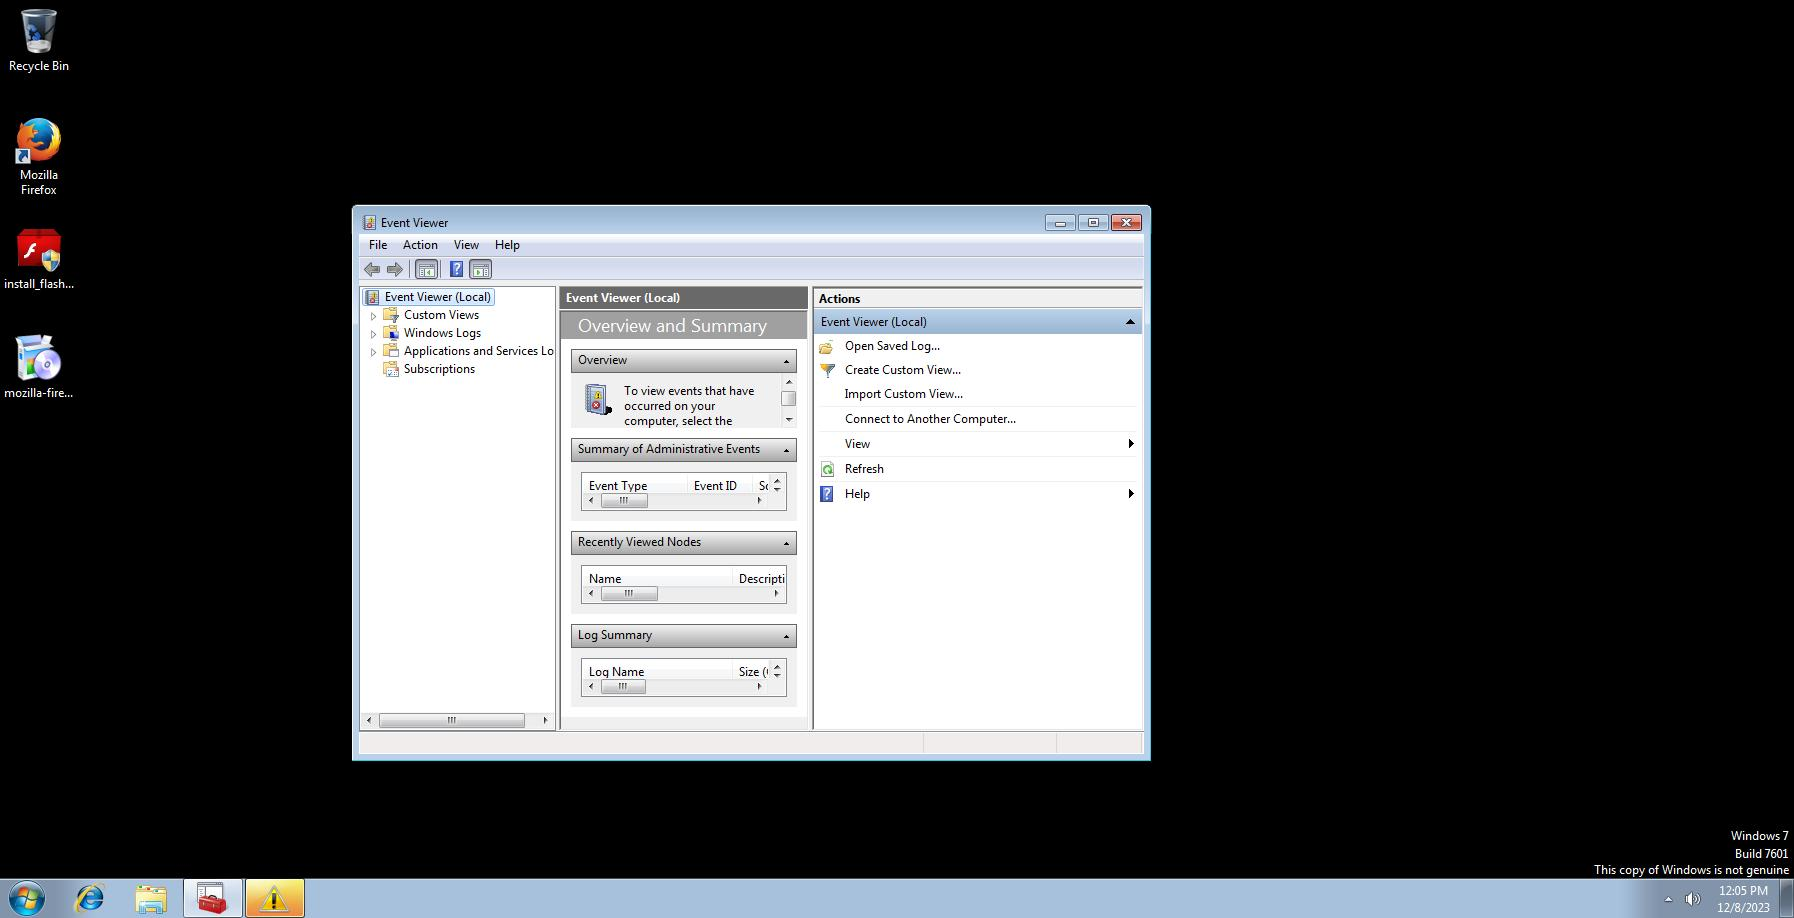 Recycle Bin
Mozilla
Firefox
install_flash...
mozilla-fire...
Event Viewer
File Action View Help
Event Viewer (Local)
Custom Views
Windows Logs
Applications and Services Lo
Subscriptions
Event Viewer (Local)
Overview and Summary
Overview
To view events that have
occurred on your
computer, select the
Summary of Administrative Events
Event Type Event ID So
Recently Viewed Nodes
Name Descripti
Log Summary
Log Name Size (
Actions
Event Viewer (Local)
Open Saved Log...
Create Custom View...
Import Custom View...
Connect to Another Computer...
View
Refresh
Help
Windows 7
Build 7601
This copy of Windows is not genuine
12:05 PM
12/8/2023